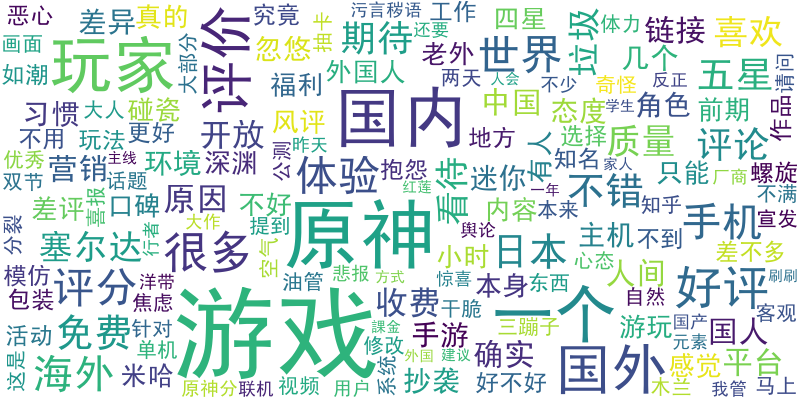 恶心 差异 真的 究竟 污言秽语 工作 四星 链接 喜欢
画面 大部分 评价 忽悠 抽卡 期待 还要 老外 世界 垃圾 体力 几个 五星 请问
如潮 玩家 福利 外国人 两天 人会 不少 奇怪 反正
习惯 大人 碰瓷 风评 国内 中国 态度 学生 角色 前期 作品
不用 玩法 更好 开放 昨天 地方 有人 选择 质量 评论
优秀 营销 主线 环境 深渊 公测 体验 抱怨 看待 迷你 知名 家人 只能 厂商 螺旋
双节 话题 喜报 原因 不好 原神 红莲 内容 一年 不错 知乎 手机 不满 宣发
差评 口碑 大作 提到 本来 舆论
分裂 塞尔达 行者 很多 空气 小时 日本 主机 不到 差不多
模仿 洋带 评分 游戏 油管 悲报 方式 惊喜 本身 东西 心态 人间 好评 刷刷
包装 焦虑 收费 干脆 一个 自然 客观
活动 免费 针对 課金 手游 三蹦子 游玩 国产 国人
这是 海外 单机 修改 外国 建议 确实 国外 元素 感觉 平台
米哈 原神分 联机 视频 用户 系统 抄袭 好不好 木兰 我管 马上